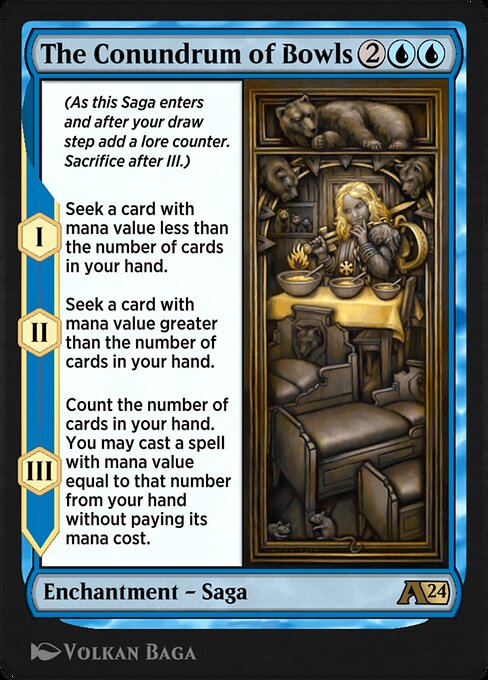 The Conundrum of Bowls 2
(As this Saga enters
and after your draw
step add a lore counter.
Sacrifice after III.)
I
Seek a card with
mana value less than
the number of cards
in your hand.
II
Seek a card with
mana value greater
than the number of
cards in your hand.
III
Count the number of
cards in your hand.
You may cast a spell
with mana value
equal to that number
from your hand
without paying its
mana cost.
Enchantment – Saga
A24
VOLKAN BAGA